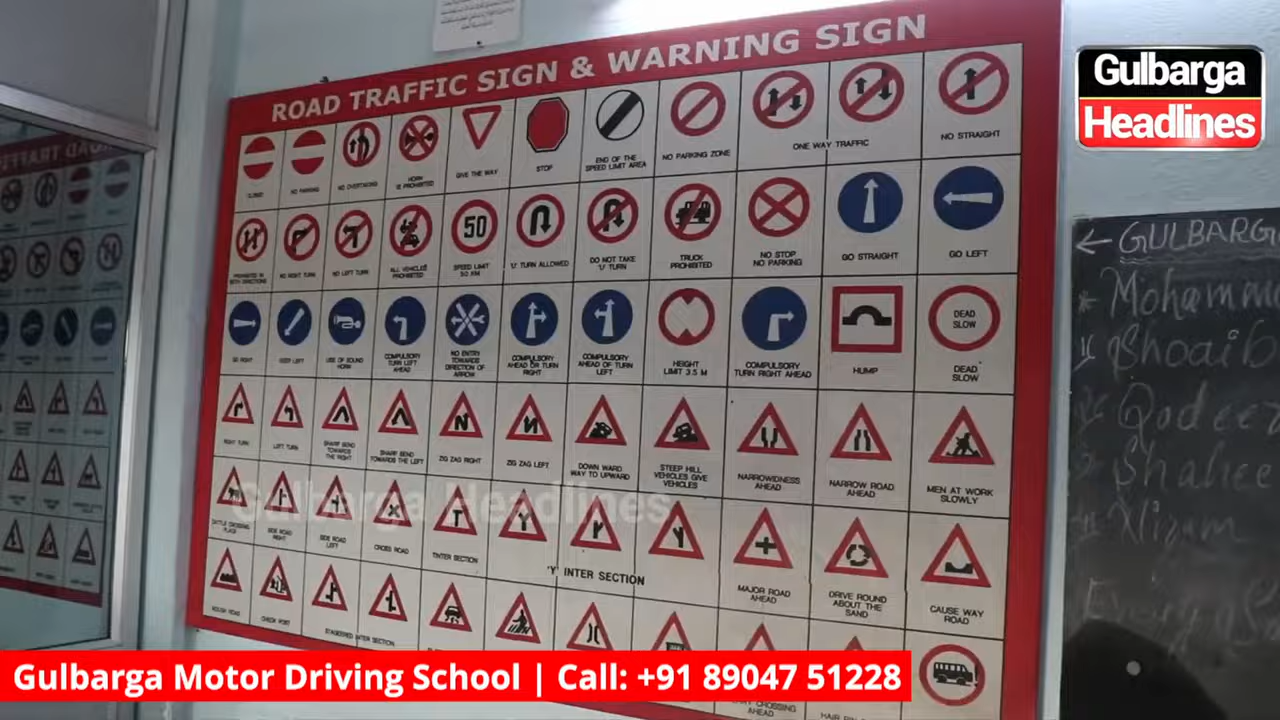 ROAD TRAFFIC SIGN & WARNING SIGN
Gulbarga
Headlines
CLOSED
NO PARKING
NO OVERTAKING
HORN
IS PROHIBITED
GIVE THE WAY
STOP
END OF THE
SPEED LIMIT AREA
NO PARKING ZONE
ONE WAY TRAFFIC
NO STRAIGHT
PROHIBITED IN
BOTH DIRECTIONS
NO RIGHT TURN
NO LEFT TURN
ALL VEHICLES
PROHIBITED
50
SPEED LIMIT
50 KM
'U' TURN ALLOWED
DO NOT TAKE
'U' TURN
TRUCK
PROHIBITED
NO STOP
NO PARKING
GO STRAIGHT
GO LEFT
GO RIGHT
KEEP LEFT
USE OF SOUND
HORN
COMPULSORY
TURN LEFT
AHEAD
NO ENTRY
TOWARDS
DIRECTION OF
ARROW
COMPULSORY
AHEAD OR TURN
RIGHT
COMPULSORY
AHEAD OF TURN
LEFT
HEIGHT
LIMIT 3.5 M
COMPULSORY
TURN RIGHT AHEAD
HUMP
DEAD
SLOW
DEAD
SLOW
RIGHT TURN
LEFT TURN
SHARP BEND
TOWARDS
THE RIGHT
SHARP BEND
TOWARDS THE LEFT
ZIG ZAG RIGHT
ZIG ZAG LEFT
DOWN WARD
WAY TO UPWARD
STEEP HILL
VEHICLES GIVE
VEHICLES
NARROWIDNESS
AHEAD
NARROW ROAD
AHEAD
MEN AT WORK
SLOWLY
CATTLE CROSSING
PLACE
SIDE ROAD
RIGHT
SIDE ROAD
LEFT
CROSS ROAD
TINTER SECTION
'Y' INTER SECTION
MAJOR ROAD
AHEAD
DRIVE ROUND
ABOUT THE
SAND
CAUSE WAY
ROAD
Gulbarga Headlines
ROUGH ROAD
CHECK POST
STAGGERED INTER SECTION
CROSSING
AHEAD
GULBARG
Mohamm
Shoaib
Qadeer
Shakee
Nizam
Gulbarga Motor Driving School | Call: +91 89047 51228